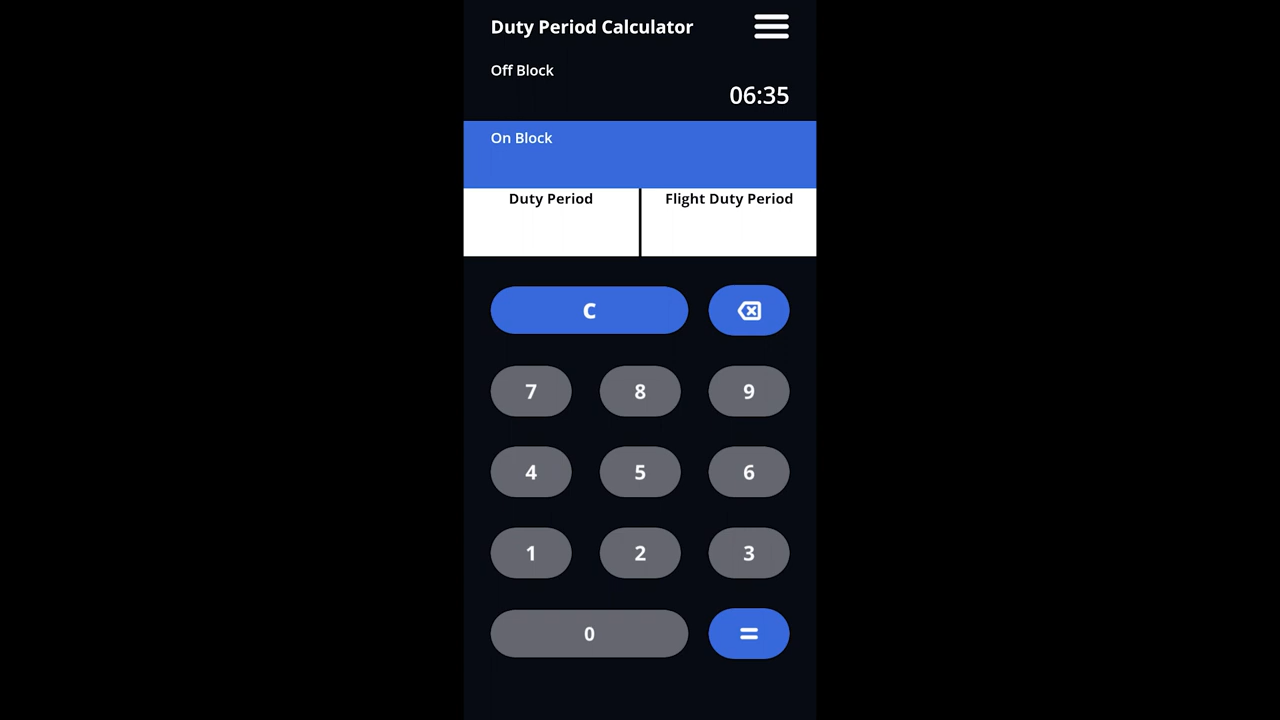 Duty Period Calculator
Off Block
06:35
On Block
Duty Period
Flight Duty Period
C
7 8 9
4 5 6
1 2 3
0 =